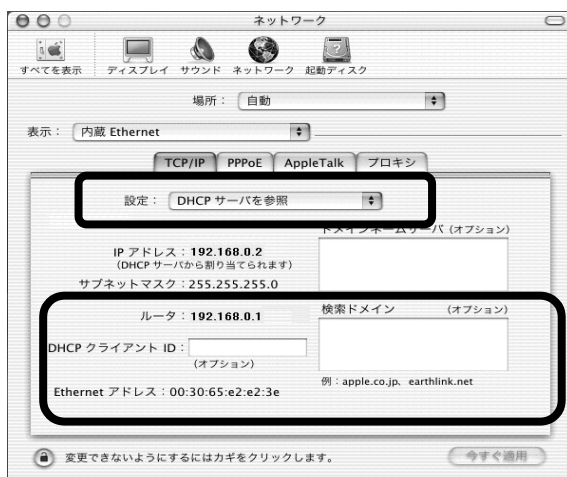 ネットワーク
すべてを表示 ディスプレイ サウンド ネットワーク 起動ディスク
場所： 自動
表示： 内蔵 Ethernet
TCP/IP PPPoE AppleTalk プロキシ
設定： DHCP サーバを参照
ドメインネームサーバ (オプション)
IP アドレス：192.168.0.2
(DHCP サーバから割り当てられます)
サブネットマスク：255.255.255.0
ルータ：192.168.0.1
検索ドメイン (オプション)
DHCP クライアント ID：
(オプション)
例：apple.co.jp、earthlink.net
Ethernet アドレス：00:30:65:e2:e2:3e
変更できないようにするにはカギをクリックします。
今すぐ適用